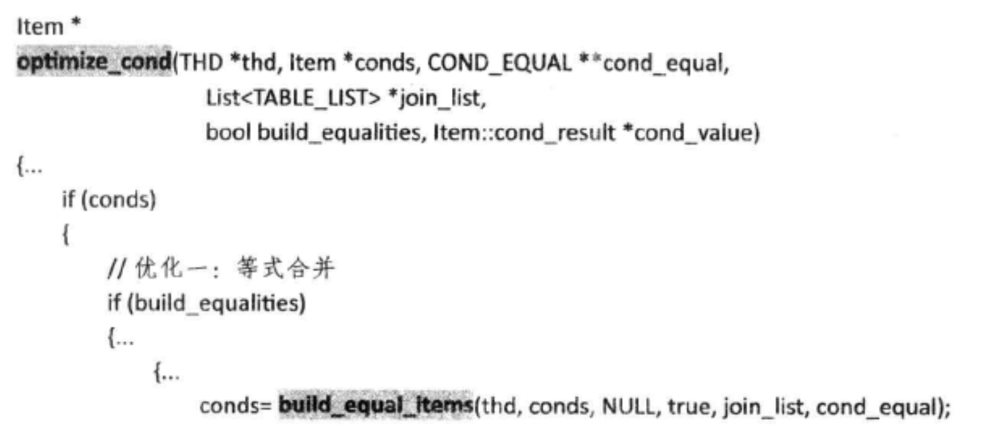 Item *
optimize_cond(THD *thd, Item *conds, COND_EQUAL **cond_equal,
List<TABLE_LIST> *join_list,
bool build_equalities, Item::cond_result *cond_value)
{...
if (conds)
{
// 优化一：等式合并
if (build_equalities)
{...
{...
conds= build_equal_items(thd, conds, NULL, true, join_list, cond_equal);